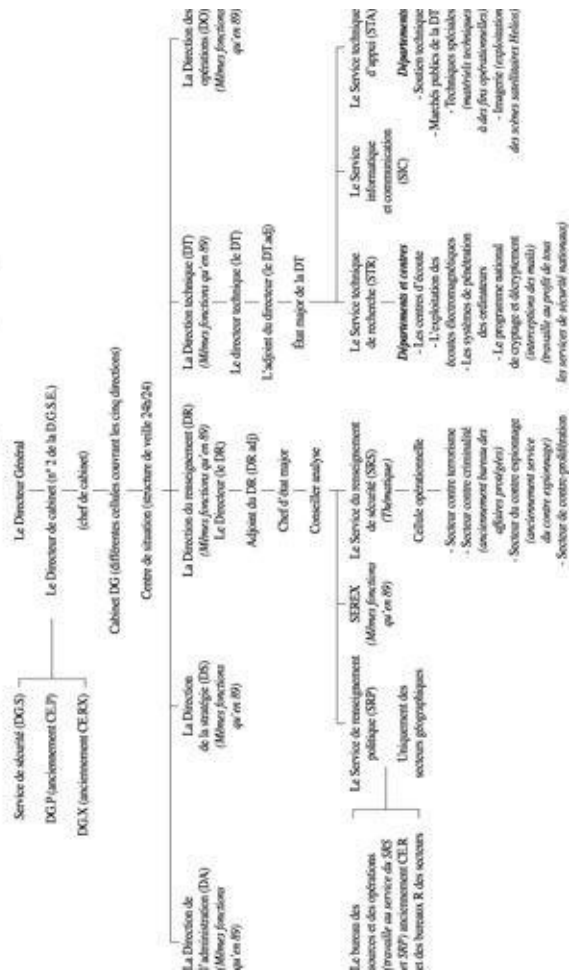 Le Directeur Général
Service de sécurité (DG.S)
DG.P (anciennement CE.P)
DG.X (anciennement CE.RX)
Le Directeur de cabinet (n° 2 de la D.G.S.E.)
(chef de cabinet)
Cabinet DG (différentes cellules couvrant les cinq directions)
Centre de situation (structure de veille 24h/24)
La Direction de
l'administration (DA)
(Mêmes fonctions
qu'en 89)
La Direction
de la stratégie (DS)
(Mêmes fonctions
qu'en 89)
La Direction du renseignement (DR)
(Mêmes fonctions qu'en 89)
Le Directeur (le DR)
Adjoint du DR (DR adj)
Chef d'état major
Conseiller analyse
La Direction technique (DT)
(Mêmes fonctions qu'en 89)
Le directeur technique (le DT)
L'adjoint du directeur (le DT.adj)
État major de la DT
La Direction des
opérations (DO)
(Mêmes fonctions
qu'en 89)
Le bureau des
sources et des opérations
(travaille au service du SRS
et SRP) anciennement CE.R
et des bureaux R des secteurs
Le Service de renseignement
politique (SRP)
Uniquement des
secteurs géographiques
SEREX
(Mêmes fonctions
qu'en 89)
Le Service du renseignement
de sécurité (SRS)
(Thématique)
Cellule opérationnelle
- Secteur contre terrorisme
- Secteur contre criminalité
(anciennement bureau des
affaires protégées)
- Secteur du contre espionnage
(anciennement service
du contre espionnage)
- Secteur de contre-prolifération
Le Service technique
de recherche (STR)
Départements et centres
- Les centres d'écoute
- L'exploitation des
écoutes électromagnétiques
- Les systèmes de pénétration
des ordinateurs
- Le programme national
de cryptage et décryptement
(interceptions des mails)
(travaille au profit de tous
les services de sécurité nationaux)
Le Service
informatique
et communication
(SIC)
Le Service technique
d'appui (STA)
Départements
- Soutien technique
- Marchés publics de la DT
- Techniques spéciales
(matériels techniques
à des fins opérationnelles)
- Imagerie (exploitation
des scènes satellitaires Helios)